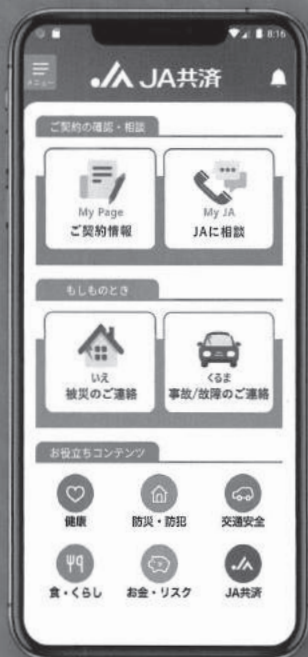 8:16
メニュー
JA共済
ご契約の確認・相談
My Page
ご契約情報
My JA
JAに相談
もしものとき
いえ
被災のご連絡
くるま
事故/故障のご連絡
お役立ちコンテンツ
健康
防災・防犯
交通安全
食・くらし
お金・リスク
JA共済